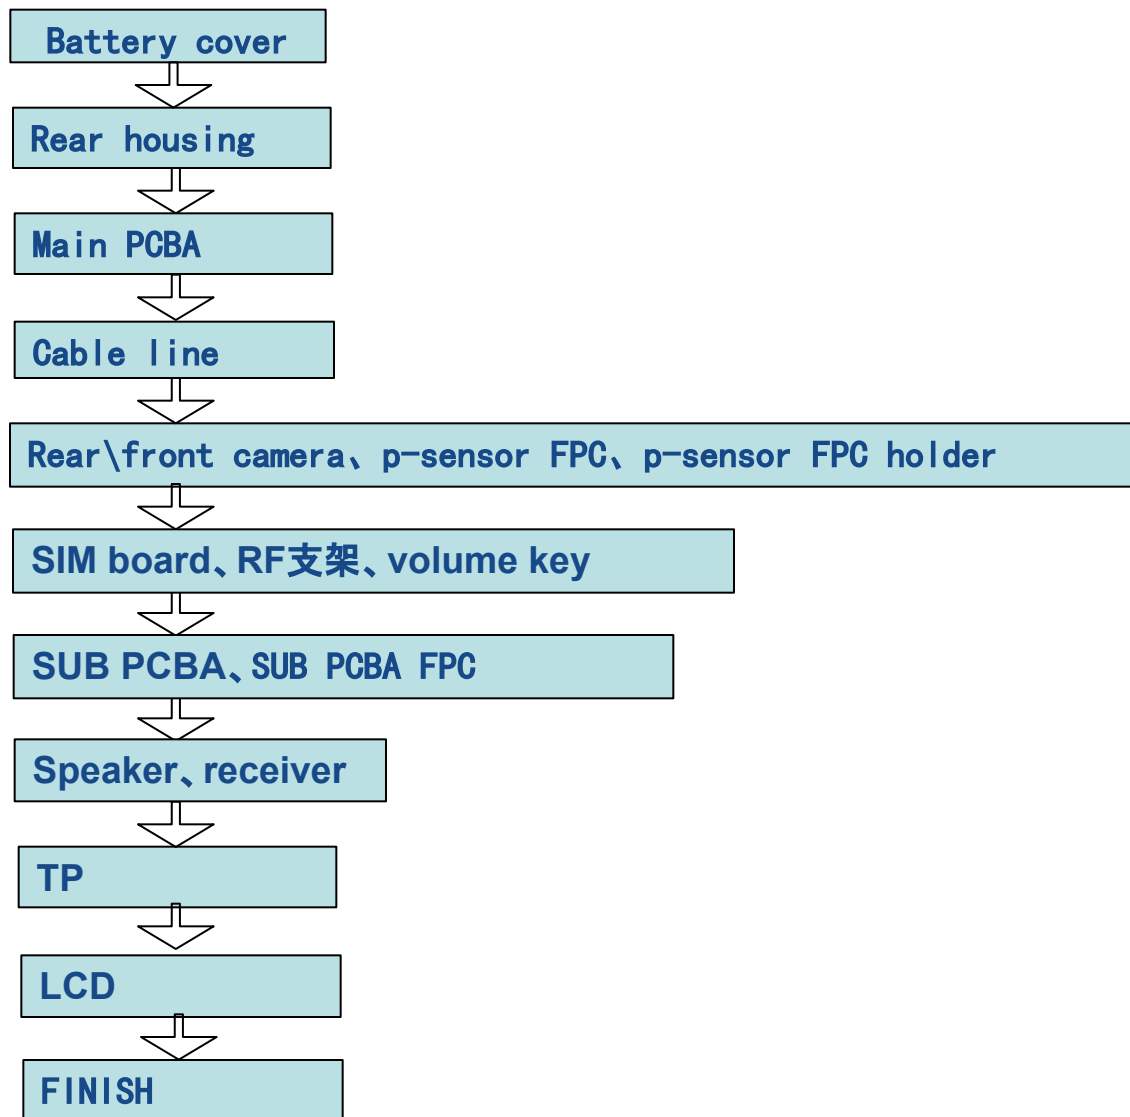 Battery cover
Rear housing
Main PCBA
Cable line
Rear\front camera、p-sensor FPC、p-sensor FPC holder
SIM board、RF支架、volume key
SUB PCBA、SUB PCBA FPC
Speaker、receiver
TP
LCD
FINISH